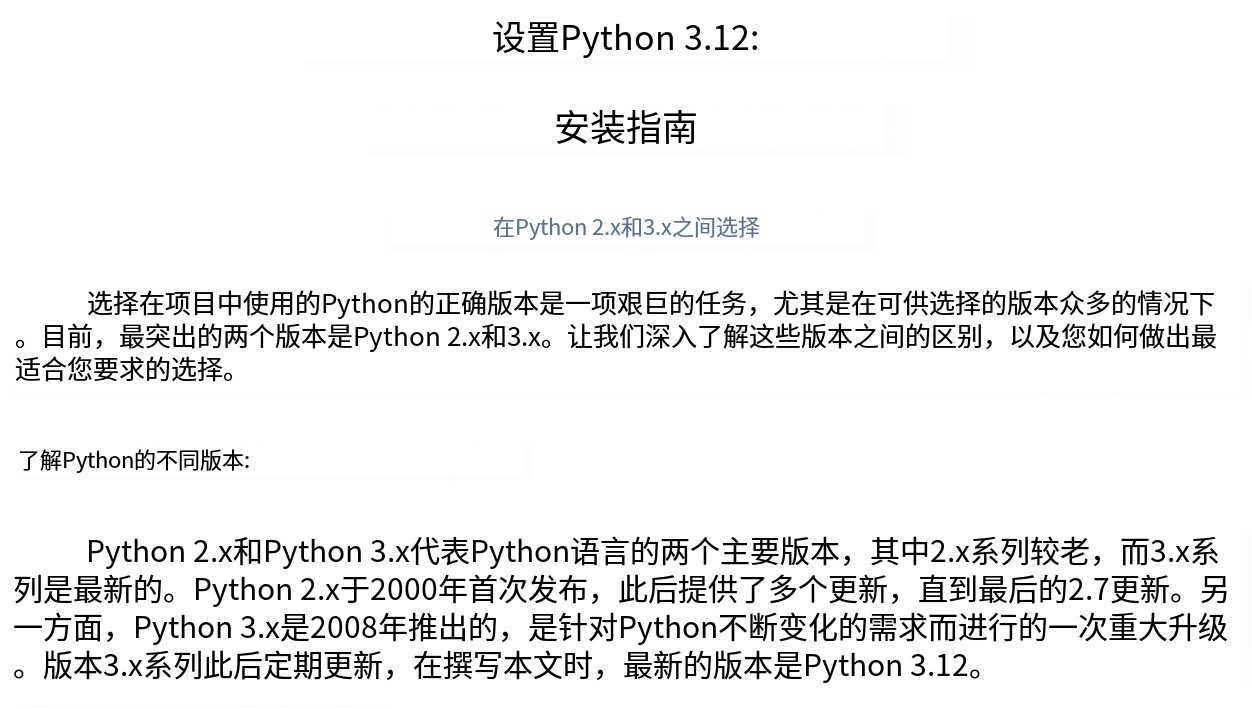 设置Python 3.12:
安装指南
在Python 2.x和3.x之间选择
选择在项目中使用的Python的正确版本是一项艰巨的任务，尤其是在可供选择的版本众多的情况下
。目前，最突出的两个版本是Python 2.x和3.x。让我们深入了解这些版本之间的区别，以及您如何做出最
适合您要求的选择。
了解Python的不同版本:
Python 2.x和Python 3.x代表Python语言的两个主要版本，其中2.x系列较老，而3.x系
列是最新的。Python 2.x于2000年首次发布，此后提供了多个更新，直到最后的2.7更新。另
一方面，Python 3.x是2008年推出的，是针对Python不断变化的需求而进行的一次重大升级
。版本3.x系列此后定期更新，在撰写本文时，最新的版本是Python 3.12。